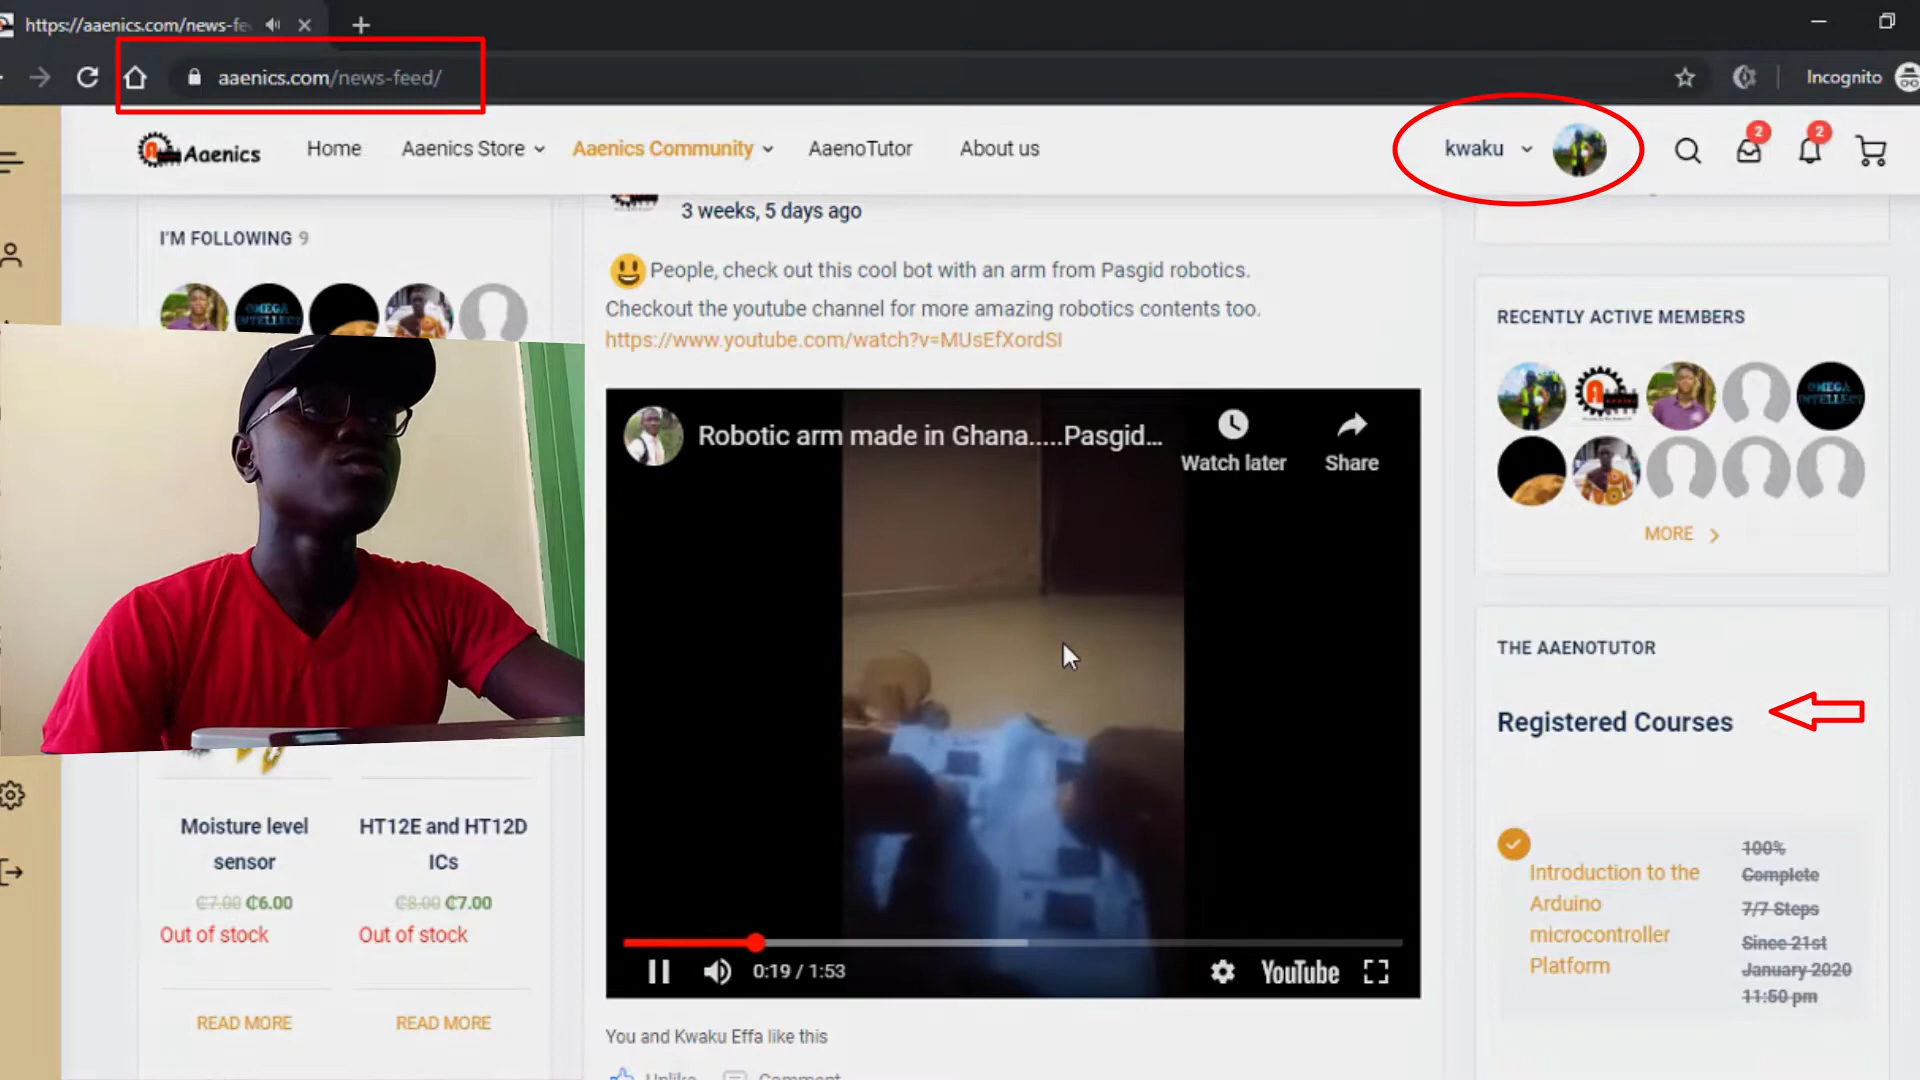 https://aaenics.com/news-fe
aaenics.com/news-feed/
Incognito
Aaenics
Home
Aaenics Store
Aaenics Community
AaenoTutor
About us
kwaku
2
2
I'M FOLLOWING 9
OMEGA
INTELLECT
3 weeks, 5 days ago
People, check out this cool bot with an arm from Pasgid robotics.
Checkout the youtube channel for more amazing robotics contents too.
https://www.youtube.com/watch?v=MUsEfXordSI
Robotic arm made in Ghana.....Pasgid...
Watch later
Share
0:19 / 1:53
YouTube
You and Kwaku Effa like this
Unlike
Comment
Moisture level
sensor
₵7.00 ₵6.00
Out of stock
READ MORE
HT12E and HT12D
ICs
₵8.00 ₵7.00
Out of stock
READ MORE
RECENTLY ACTIVE MEMBERS
OMEGA
INTELLECT
MORE
THE AAENOTUTOR
Registered Courses
Introduction to the
Arduino
microcontroller
Platform
100%
Complete
7/7 Steps
Since 21st
January 2020
11:50 pm